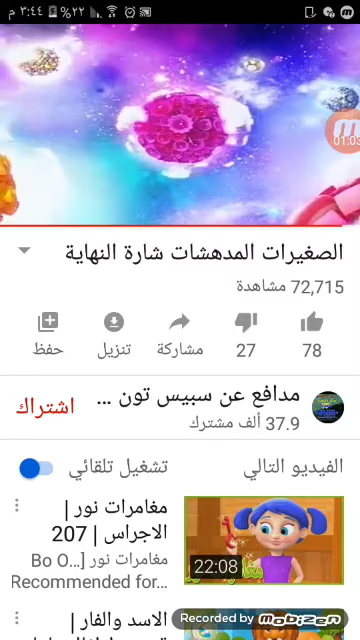 ٣:٤٤ م
٢٢%
01:03
الصغيرات المدهشات شارة النهاية
72,715 مشاهدة
78
27
مشاركة
تنزيل
حفظ
مدافع عن سبيس تون ...
37.9 ألف مشترك
اشتراك
الفيديو التالي
تشغيل تلقائي
مغامرات نور |
الاجراس | 207
مغامرات نور [...Bo O
Recommended for...
22:08
الاسد والفار |
Recorded by mobizen